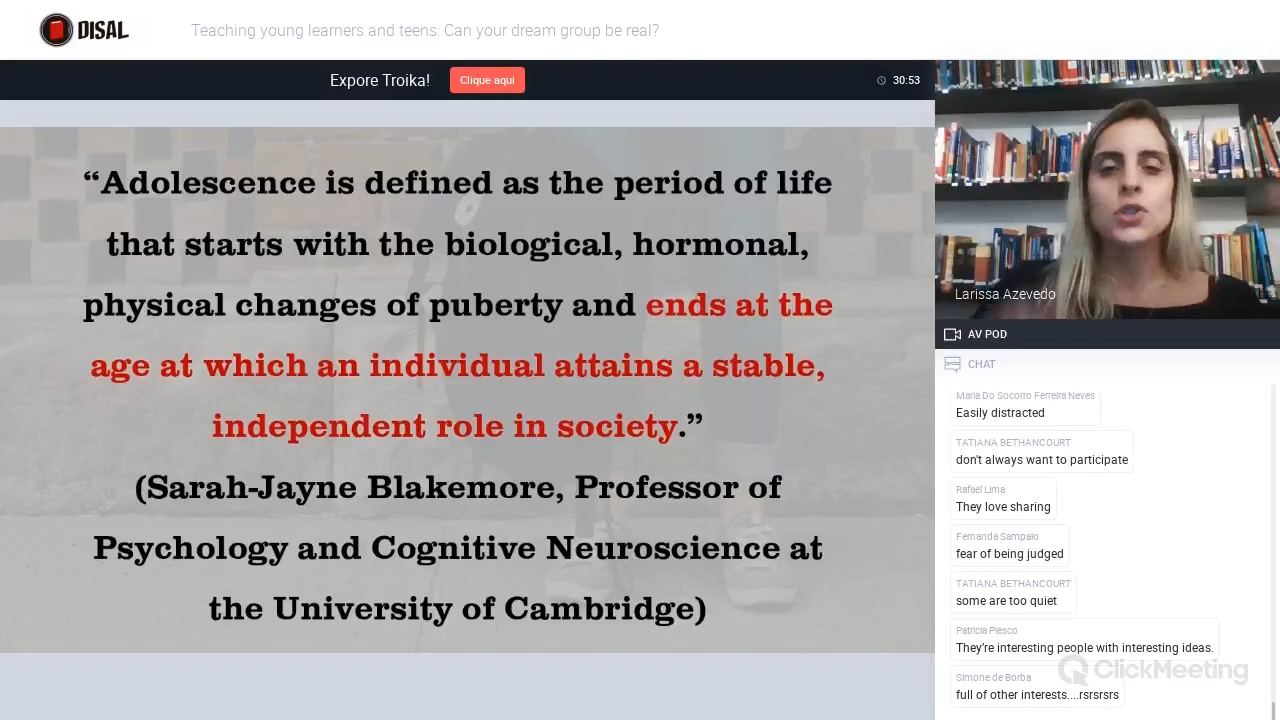 DISAL
Teaching young learners and teens: Can your dream group be real?
Expore Troika!
Clique aqui
30:53
“Adolescence is defined as the period of life
that starts with the biological, hormonal,
physical changes of puberty and ends at the
age at which an individual attains a stable,
independent role in society.”
(Sarah-Jayne Blakemore, Professor of
Psychology and Cognitive Neuroscience at
the University of Cambridge)
Larissa Azevedo
AV POD
CHAT
Maria Do Socorro Ferreira Neves
Easily distracted
TATIANA BETHANCOURT
don't always want to participate
Rafael Lima
They love sharing
Fernanda Sampaio
fear of being judged
TATIANA BETHANCOURT
some are too quiet
Patricia Piesco
They're interesting people with interesting ideas.
ClickMeeting
Simone de Borba
full of other interests....rsrsrsrs